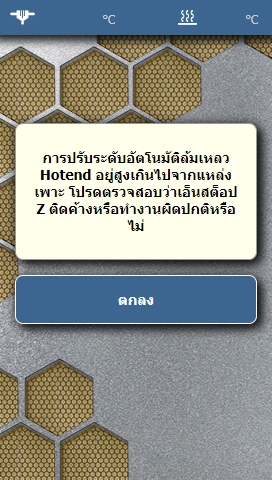 °C °C
การปรับระดับอัตโนมัติล้มเหลว
Hotend อยู่สูงเกินไปจากแหล่ง
เพาะ โปรดตรวจสอบว่าเอ็นสต็อป
Z ติดค้างหรือทำงานผิดปกติหรือ
ไม่
ตกลง